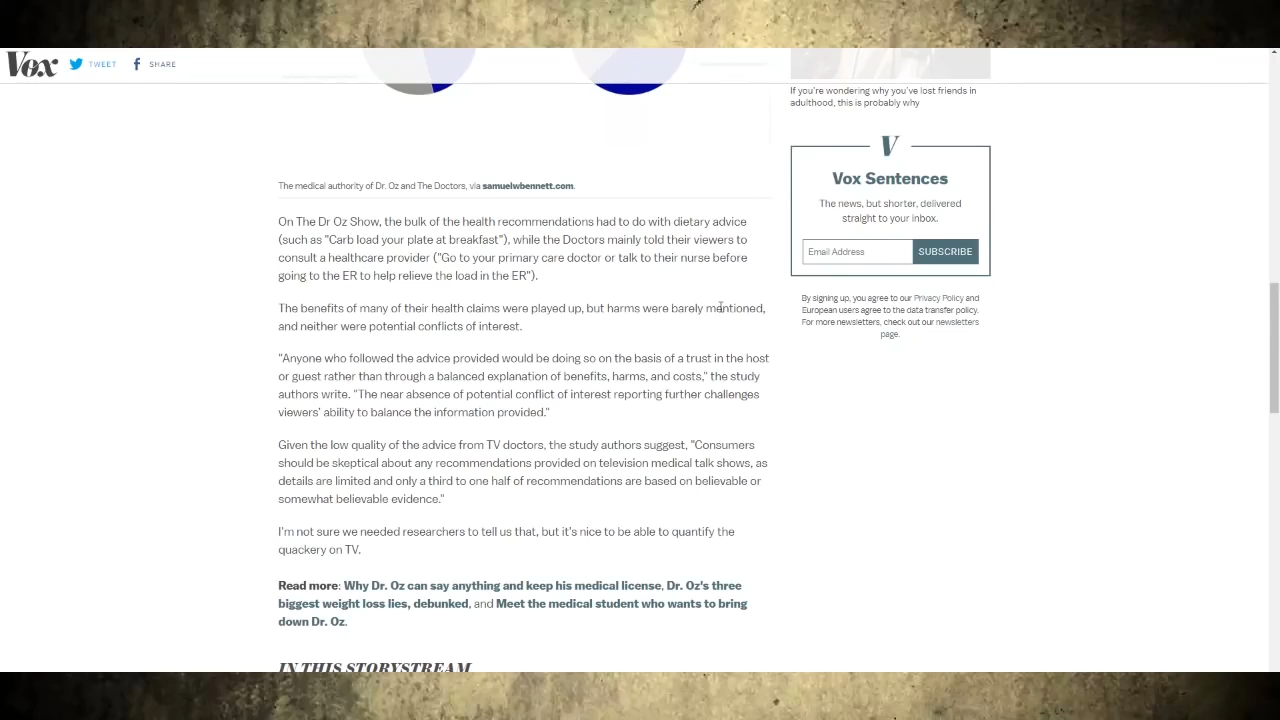 Vox TWEET SHARE
If you're wondering why you've lost friends in
adulthood, this is probably why
V
Vox Sentences
The news, but shorter, delivered
straight to your inbox.
Email Address SUBSCRIBE
By signing up, you agree to our Privacy Policy and
European users agree to the data transfer policy.
For more newsletters, check out our newsletters
page.
The medical authority of Dr. Oz and The Doctors, via samuelwbennett.com.
On The Dr Oz Show, the bulk of the health recommendations had to do with dietary advice
(such as "Carb load your plate at breakfast"), while the Doctors mainly told their viewers to
consult a healthcare provider ("Go to your primary care doctor or talk to their nurse before
going to the ER to help relieve the load in the ER").
The benefits of many of their health claims were played up, but harms were barely mentioned,
and neither were potential conflicts of interest.
"Anyone who followed the advice provided would be doing so on the basis of a trust in the host
or guest rather than through a balanced explanation of benefits, harms, and costs," the study
authors write. "The near absence of potential conflict of interest reporting further challenges
viewers' ability to balance the information provided."
Given the low quality of the advice from TV doctors, the study authors suggest, "Consumers
should be skeptical about any recommendations provided on television medical talk shows, as
details are limited and only a third to one half of recommendations are based on believable or
somewhat believable evidence."
I'm not sure we needed researchers to tell us that, but it's nice to be able to quantify the
quackery on TV.
Read more: Why Dr. Oz can say anything and keep his medical license, Dr. Oz's three
biggest weight loss lies, debunked, and Meet the medical student who wants to bring
down Dr. Oz.
IN THIS STORYSTREAM